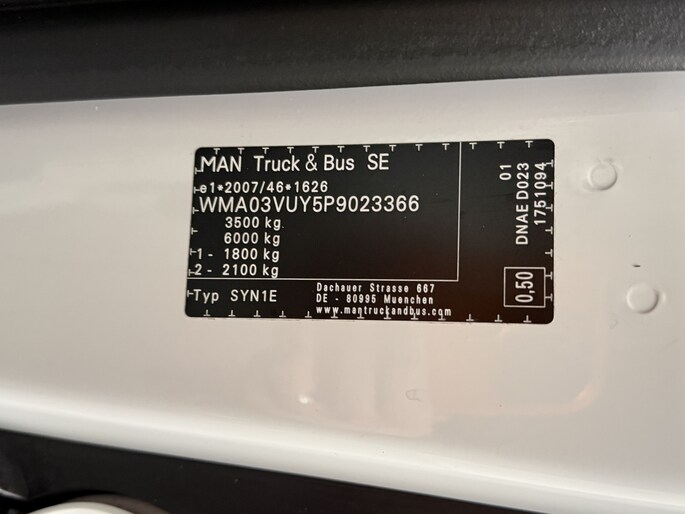 MAN Truck & Bus SE
e1*2007/46*1626
WMA03VUY5P9023366
3500 kg
6000 kg
1 - 1800 kg
2 - 2100 kg
Typ SYN1E
Dachauer Strasse 667
DE - 80995 Muenchen
www.mantruckandbus.com
01
DNAE D023
1751094
0,50